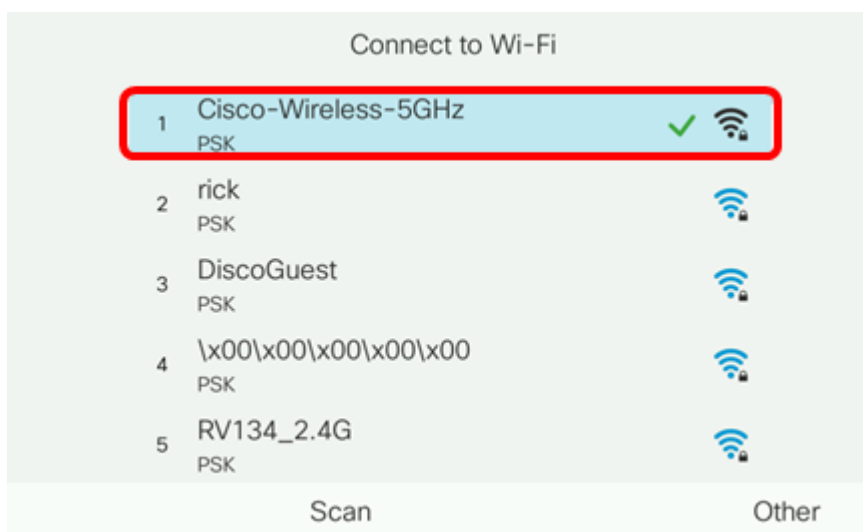 Connect to Wi-Fi
1 Cisco-Wireless-5GHz
PSK
2 rick
PSK
3 DiscoGuest
PSK
4 \x00\x00\x00\x00\x00
PSK
5 RV134_2.4G
PSK
Scan Other